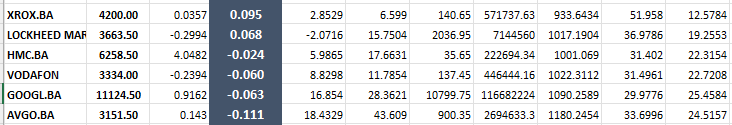 XROX.BA 4200.00 0.0357 0.095 2.8529 6.599 140.65 571737.63 933.6434 51.958 12.5784
LOCKHEED MAR 3663.50 -0.2994 0.068 -2.0716 15.7504 2036.95 7144560 1017.1904 36.9786 19.2553
HMC.BA 6258.50 4.0482 -0.024 5.9865 17.6631 35.65 222694.34 1001.069 31.402 22.3154
VODAFON 3334.00 -0.2394 -0.060 8.8298 11.7854 137.45 446444.16 1022.3112 31.4961 22.7208
GOOGL.BA 11124.50 0.9162 -0.063 16.854 28.3621 10799.75 116682224 1090.2589 29.9776 25.4584
AVGO.BA 3151.50 0.143 -0.111 18.4329 43.609 900.35 2694633.3 1180.2454 33.6996 24.5157